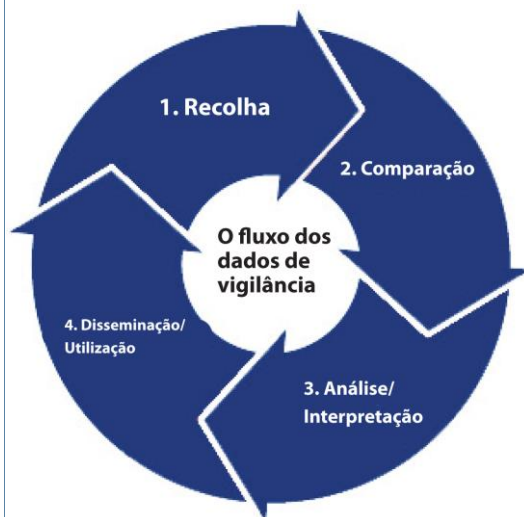 1. Recolha
2. Comparação
O fluxo dos
dados de
vigilância
3. Análise/
Interpretação
4. Disseminação/
Utilização